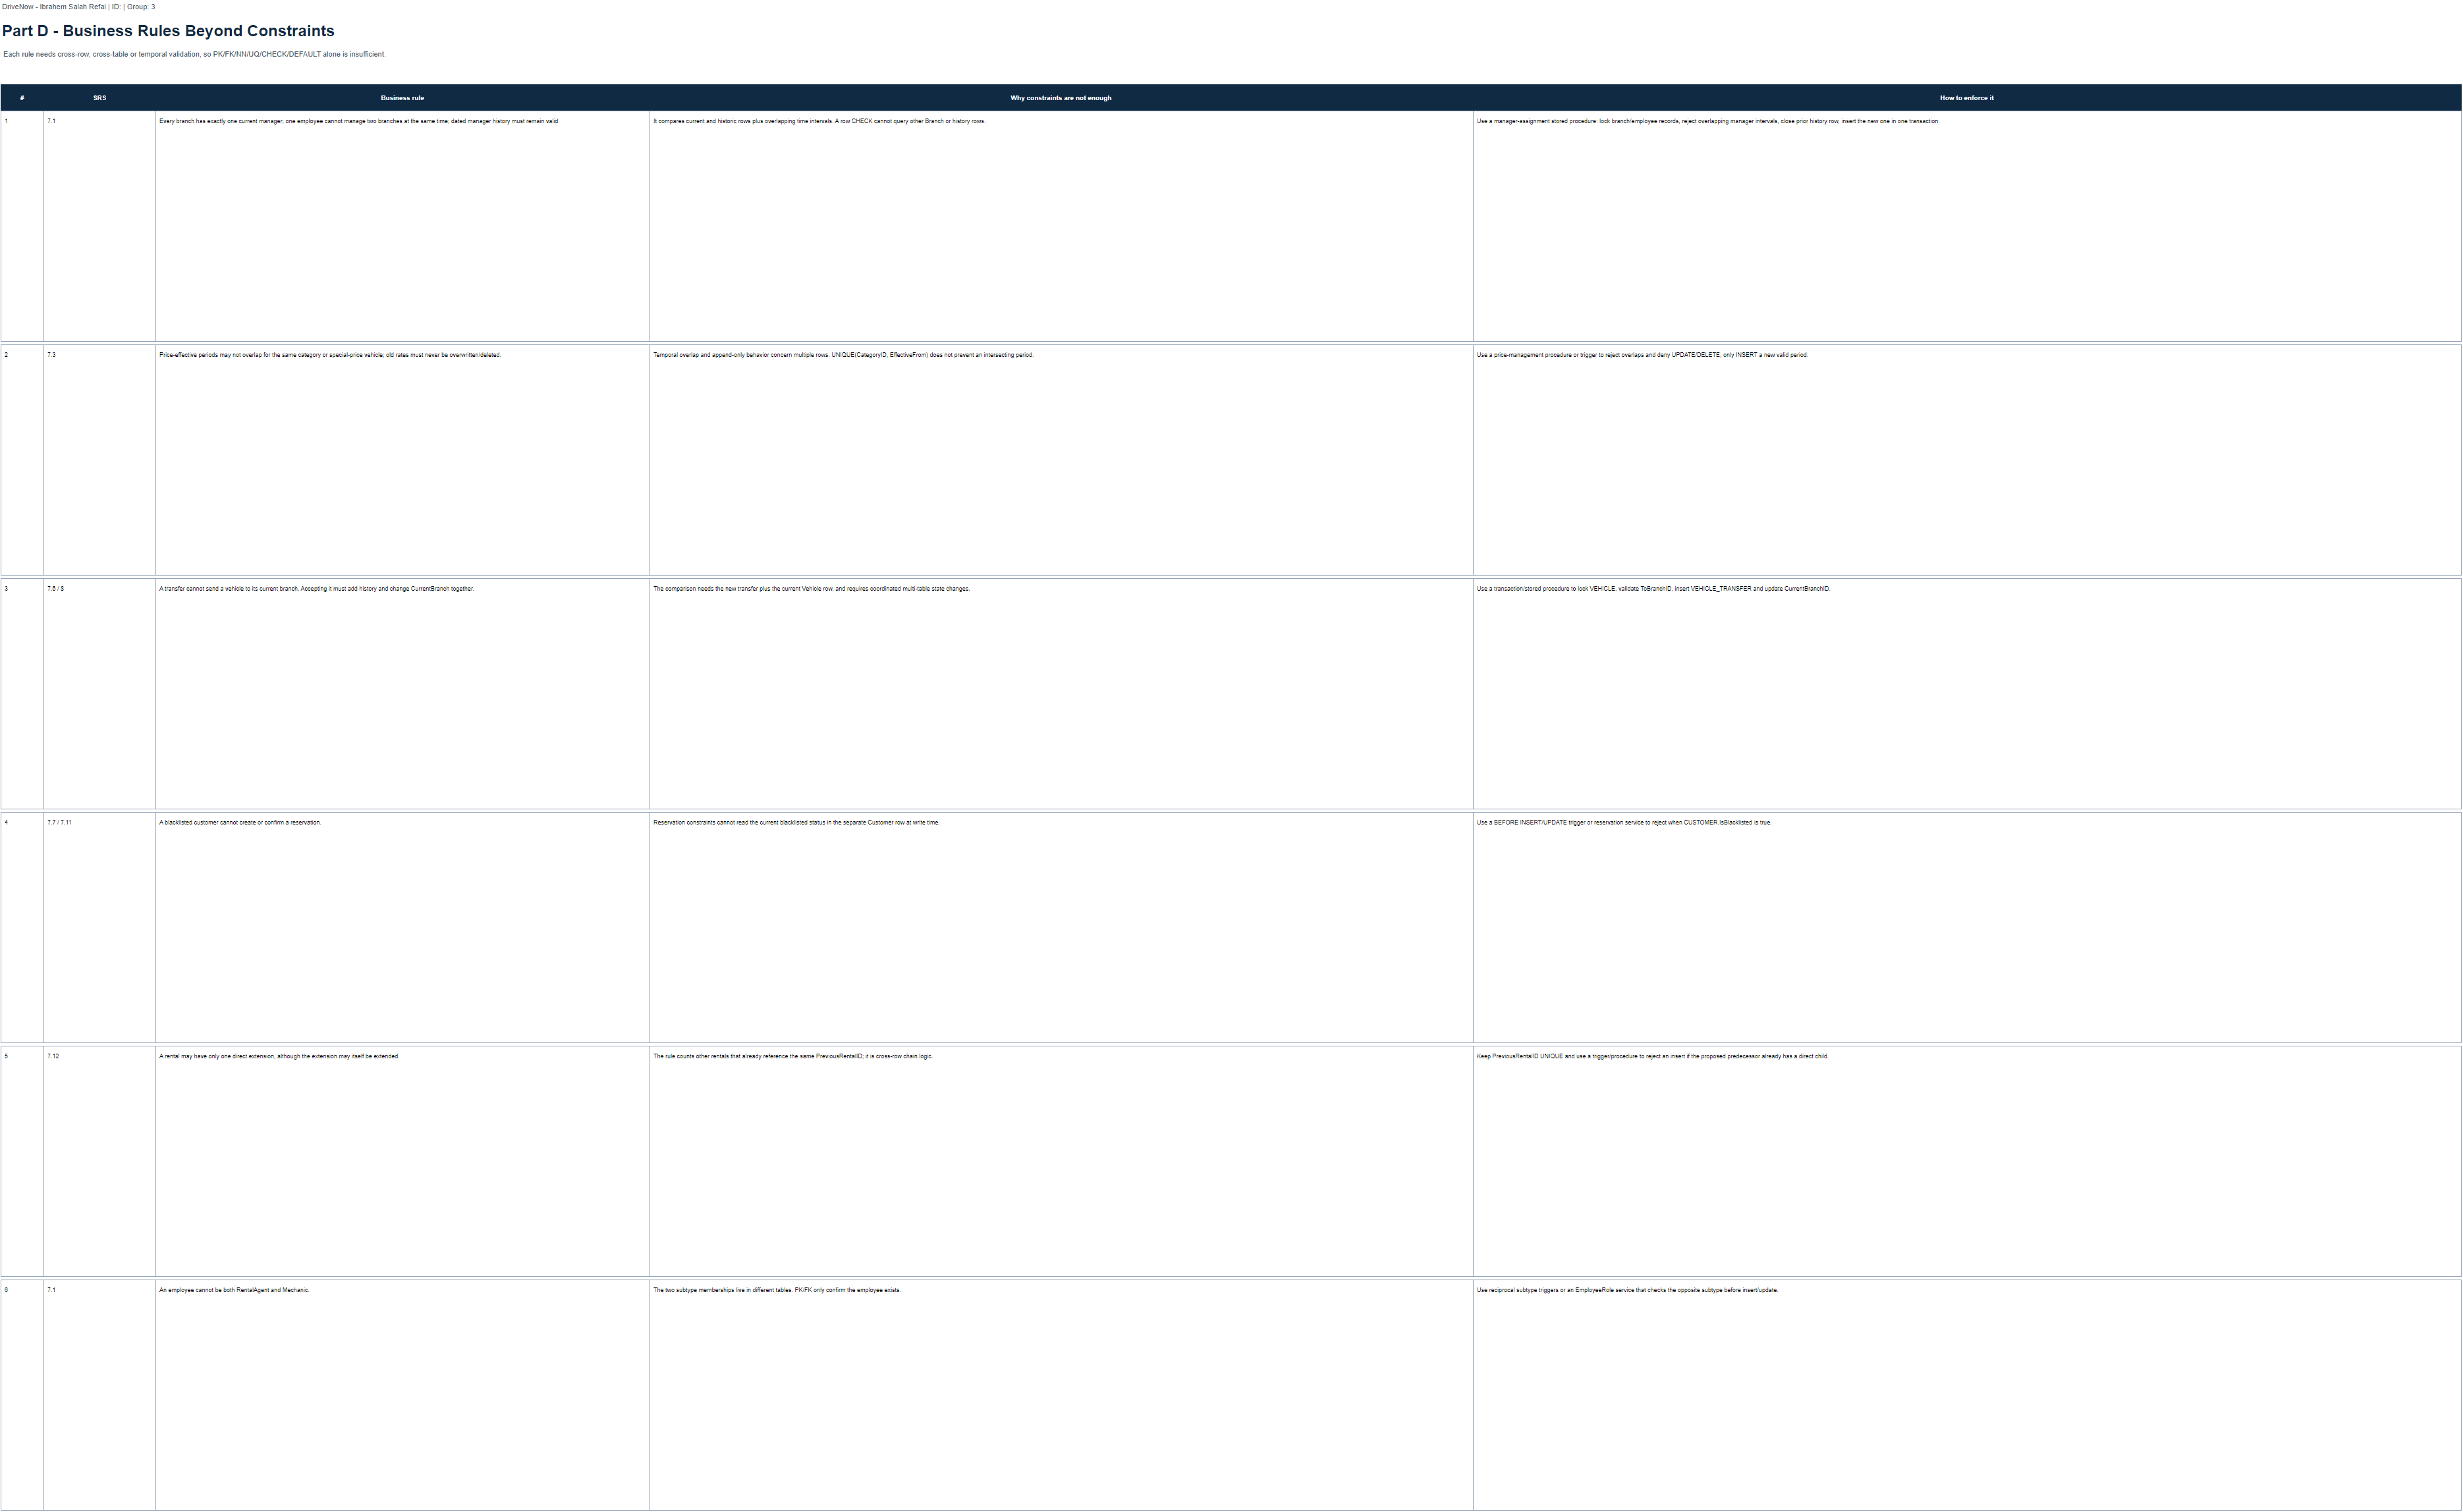 DriveNow - Ibrahem Salah Refai | ID: | Group: 3
Part D - Business Rules Beyond Constraints
Each rule needs cross-row, cross-table or temporal validation, so PK/FK/NN/UQ/CHECK/DEFAULT alone is insufficient.
# SRS Business rule Why constraints are not enough How to enforce it
1 7.1 Every branch has exactly one current manager; one employee cannot manage two branches at the same time; dated manager history must remain valid. It compares current and historic rows plus overlapping time intervals. A row CHECK cannot query other Branch or history rows. Use a manager-assignment stored procedure: lock branch/employee records, reject overlapping manager intervals, close prior history row, insert the new one in one transaction.
2 7.3 Price-effective periods may not overlap for the same category or special-price vehicle; old rates must never be overwritten/deleted. Temporal overlap and append-only behavior concern multiple rows. UNIQUE(CategoryID, EffectiveFrom) does not prevent an intersecting period. Use a price-management procedure or trigger to reject overlaps and deny UPDATE/DELETE; only INSERT a new valid period.
3 7.6 / 8 A transfer cannot send a vehicle to its current branch. Accepting it must add history and change CurrentBranch together. The comparison needs the new transfer plus the current Vehicle row, and requires coordinated multi-table state changes. Use a transaction/stored procedure to lock VEHICLE, validate ToBranchID, insert VEHICLE_TRANSFER and update CurrentBranchID.
4 7.7 / 7.11 A blacklisted customer cannot create or confirm a reservation. Reservation constraints cannot read the current blacklisted status in the separate Customer row at write time. Use a BEFORE INSERT/UPDATE trigger or reservation service to reject when CUSTOMER.IsBlacklisted is true.
5 7.12 A rental may have only one direct extension, although the extension may itself be extended. The rule counts other rentals that already reference the same PreviousRentalID; it is cross-row chain logic. Keep PreviousRentalID UNIQUE and use a trigger/procedure to reject an insert if the proposed predecessor already has a direct child.
6 7.1 An employee cannot be both RentalAgent and Mechanic. The two subtype memberships live in different tables. PK/FK only confirm the employee exists. Use reciprocal subtype triggers or an EmployeeRole service that checks the opposite subtype before insert/update.